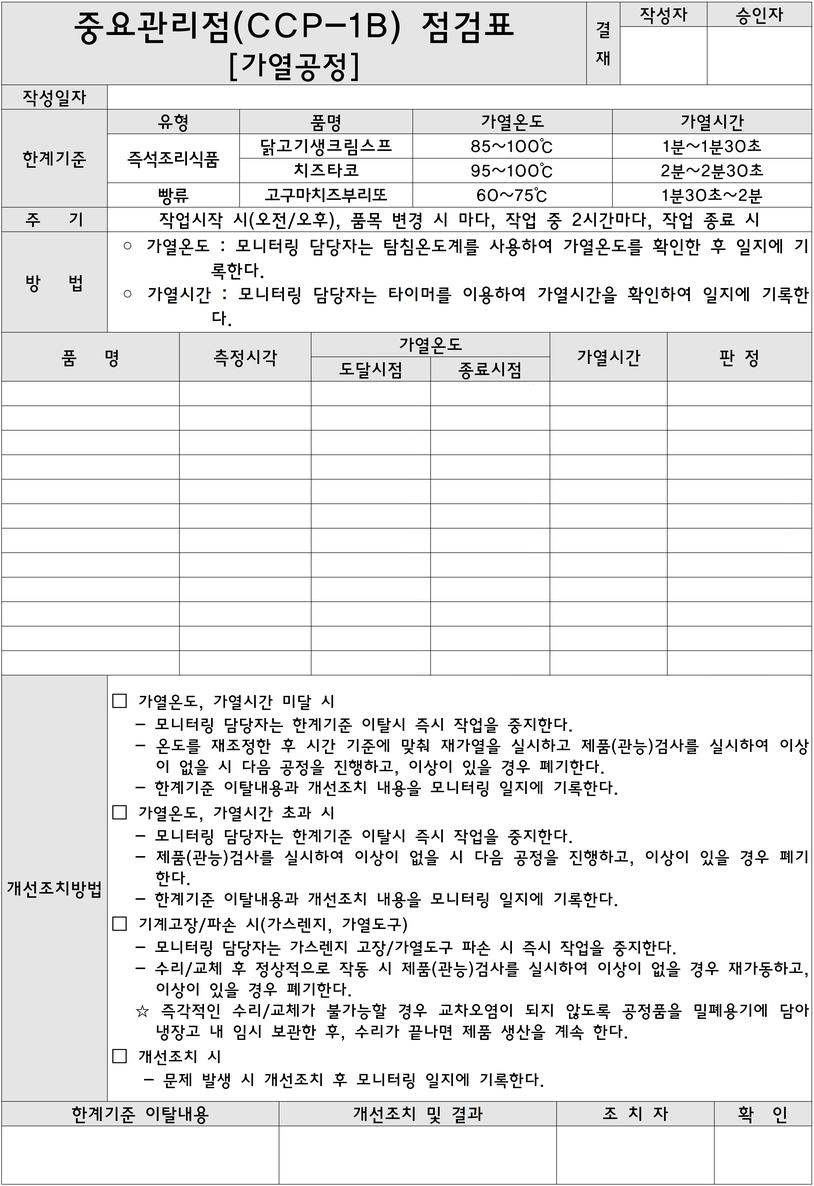 중요관리점(CCP-1B) 점검표
[가열공정]
결
재
작성자 승인자
작성일자
한계기준
유형 품명 가열온도 가열시간
즉석조리식품 닭고기생크림스프 85~100℃ 1분~1분30초
치즈타코 95~100℃ 2분~2분30초
빵류 고구마치즈부리또 60~75℃ 1분30초~2분
주 기 작업시작 시(오전/오후), 품목 변경 시 마다, 작업 중 2시간마다, 작업 종료 시
방 법
○ 가열온도 : 모니터링 담당자는 탐침온도계를 사용하여 가열온도를 확인한 후 일지에 기
록한다.
○ 가열시간 : 모니터링 담당자는 타이머를 이용하여 가열시간을 확인하여 일지에 기록한
다.
품 명 측정시각 가열온도 가열시간 판 정
도달시점 종료시점
개선조치방법
□ 가열온도, 가열시간 미달 시
- 모니터링 담당자는 한계기준 이탈시 즉시 작업을 중지한다.
- 온도를 재조정한 후 시간 기준에 맞춰 재가열을 실시하고 제품(관능)검사를 실시하여 이상
이 없을 시 다음 공정을 진행하고, 이상이 있을 경우 폐기한다.
- 한계기준 이탈내용과 개선조치 내용을 모니터링 일지에 기록한다.
□ 가열온도, 가열시간 초과 시
- 모니터링 담당자는 한계기준 이탈시 즉시 작업을 중지한다.
- 제품(관능)검사를 실시하여 이상이 없을 시 다음 공정을 진행하고, 이상이 있을 경우 폐기
한다.
- 한계기준 이탈내용과 개선조치 내용을 모니터링 일지에 기록한다.
□ 기계고장/파손 시(가스렌지, 가열도구)
- 모니터링 담당자는 가스렌지 고장/가열도구 파손 시 즉시 작업을 중지한다.
- 수리/교체 후 정상적으로 작동 시 제품(관능)검사를 실시하여 이상이 없을 경우 재가동하고,
이상이 있을 경우 폐기한다.
☆ 즉각적인 수리/교체가 불가능할 경우 교차오염이 되지 않도록 공정품을 밀폐용기에 담아
냉장고 내 임시 보관한 후, 수리가 끝나면 제품 생산을 계속 한다.
□ 개선조치 시
- 문제 발생 시 개선조치 후 모니터링 일지에 기록한다.
한계기준 이탈내용 개선조치 및 결과 조 치 자 확 인